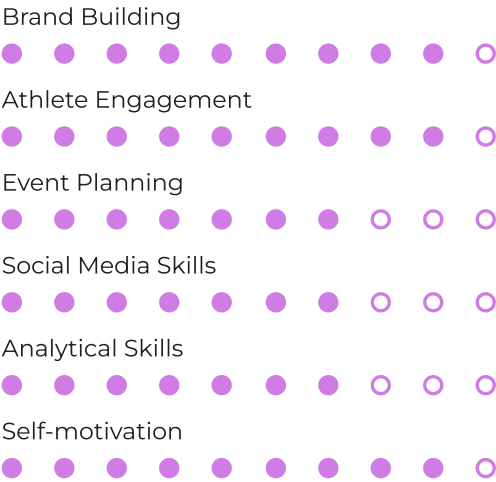 Brand Building
Athlete Engagement
Event Planning
Social Media Skills
Analytical Skills
Self-motivation